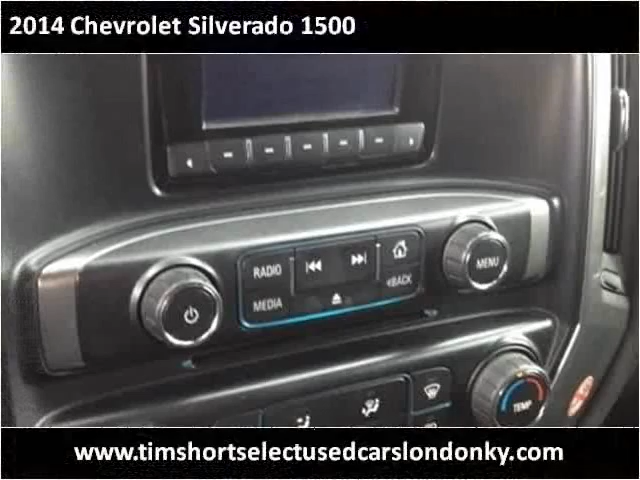 2014 Chevrolet Silverado 1500
RADIO
MEDIA
BACK
MENU
TEMP
www.timshortselectusedcarslondonky.com